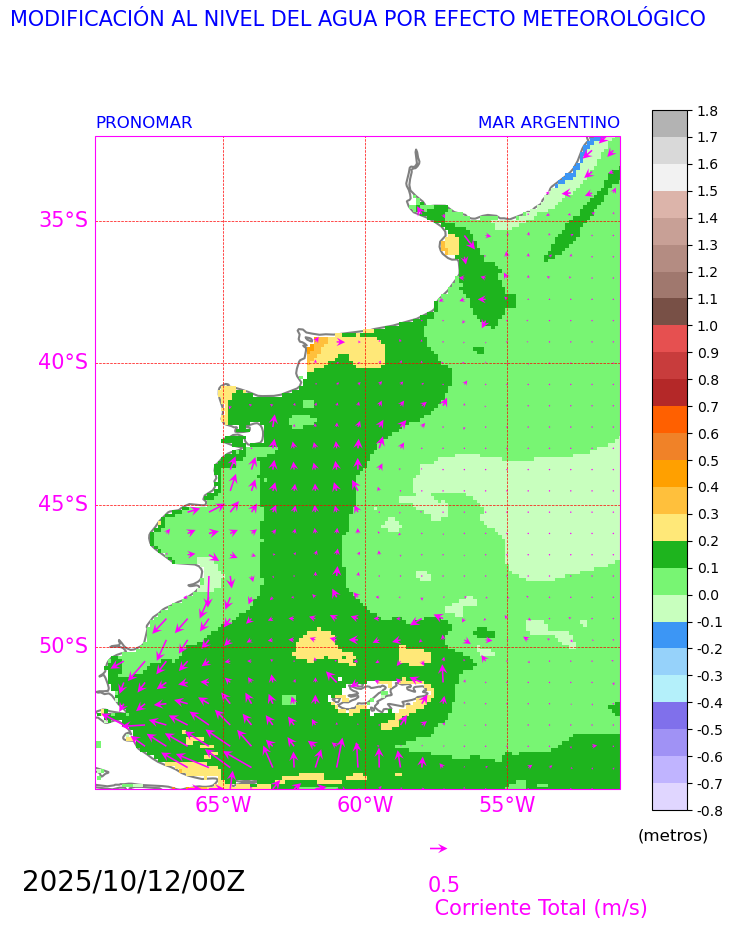 MODIFICACIÓN AL NIVEL DEL AGUA POR EFECTO METEOROLÓGICO
PRONOMAR
MAR ARGENTINO
35°S
40°S
45°S
50°S
65°W
60°W
55°W
1.8
1.7
1.6
1.5
1.4
1.3
1.2
1.1
1.0
0.9
0.8
0.7
0.6
0.5
0.4
0.3
0.2
0.1
0.0
-0.1
-0.2
-0.3
-0.4
-0.5
-0.6
-0.7
-0.8
(metros)
2025/10/12/00Z
0.5
Corriente Total (m/s)